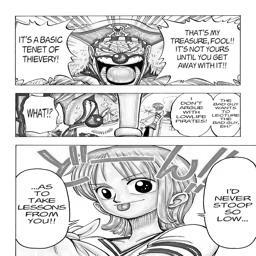 THAT'S MY
TREASURE, FOOL!!
IT'S NOT YOURS
UNTIL YOU GET
AWAY WITH IT!!
IT'S A BASIC
TENET OF
THIEVERY!
THE BAD GUY
WANTS
TO LECTURE
THE BAD GUY,
EH?
I
DON'T
ARGUE
WITH
LOWLIFE
PIRATES!
WHAT!?
I'D
NEVER
STOOP
SO
LOW...
...AS
TO TAKE
LESSONS
FROM
YOU!!